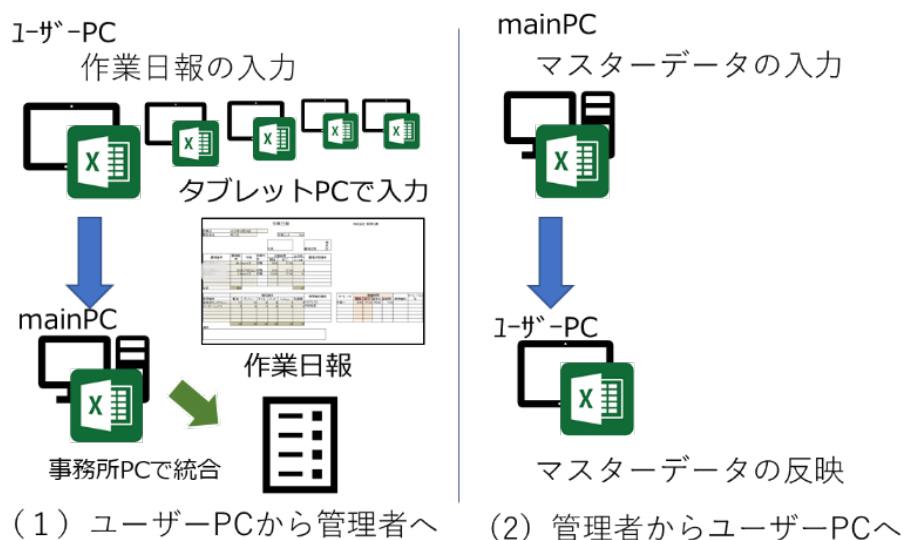 ﾕｰｻﾞｰPC
作業日報の入力
タブレットPCで入力
作業日報
mainPC
作業日報
事務所PCで統合
(1) ユーザーPCから管理者へ
mainPC
マスターデータの入力
ﾕｰｻﾞｰPC
マスターデータの反映
(2) 管理者からユーザーPCへ